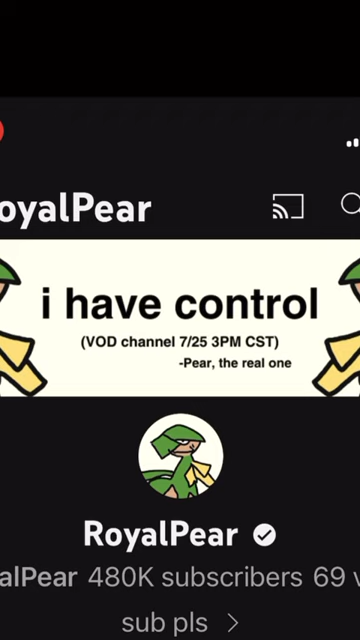 oyalPear
i have control
(VOD channel 7/25 3PM CST)
-Pear, the real one
RoyalPear
alPear 480K subscribers 69 v
sub pls >